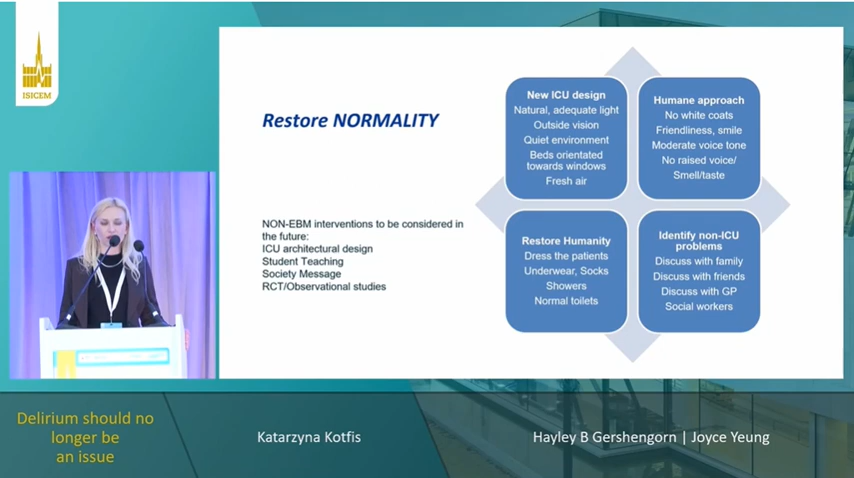 ISICEM
Restore NORMALITY
NON-EBM interventions to be considered in
the future:
ICU architectural design
Student Teaching
Society Message
RCT/Observational studies
New ICU design
Natural, adequate light
Outside vision
Quiet environment
Beds orientated
towards windows
Fresh air
Humane approach
No white coats
Friendliness, smile
Moderate voice tone
No raised voice/
Smell/taste
Restore Humanity
Dress the patients
Underwear, Socks
Showers
Normal toilets
Identify non-ICU
problems
Discuss with family
Discuss with friends
Discuss with GP
Social workers
Delirium should no
longer be
an issue
Katarzyna Kotfis
Hayley B Gershengorn | Joyce Yeung